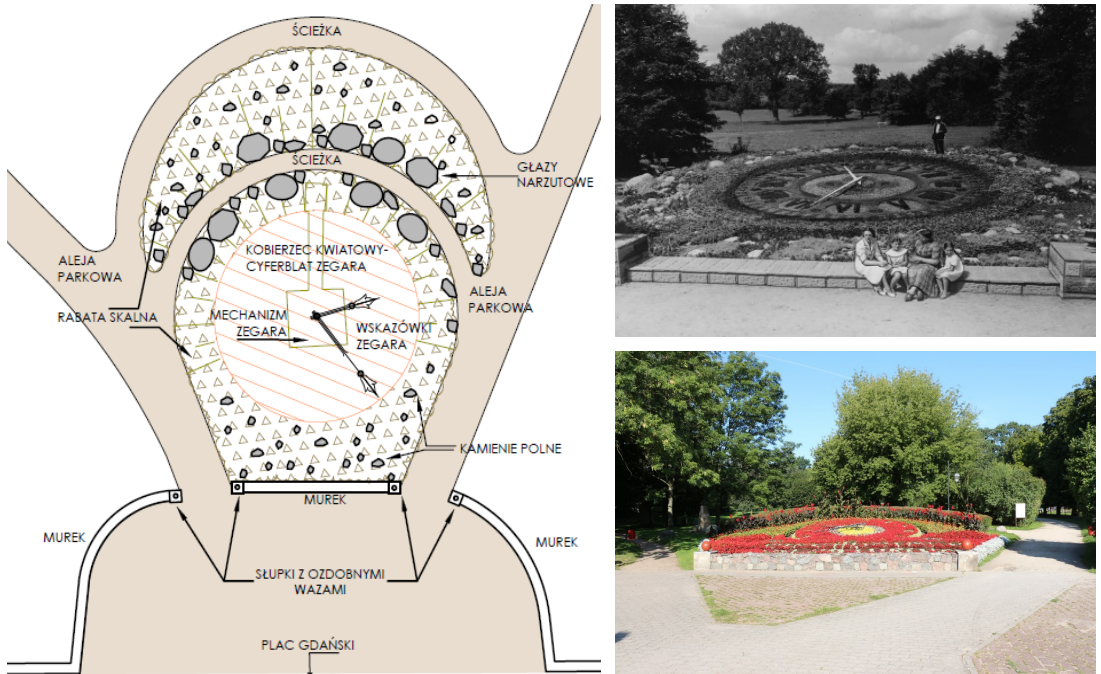 ŚCIEŻKA
ŚCIEŻKA
GŁAZY
NARZUTOWE
KOBIERZEC KWIATOWY-
CYFERBLAT ZEGARA
ALEJA
PARKOWA
ALEJA
PARKOWA
RABATA SKALNA
MECHANIZM
ZEGARA
WSKAZÓWKI
ZEGARA
KAMIENIE POLNE
MUREK
MUREK
MUREK
SŁUPKI Z OZDOBNYMI
WAZAMI
PLAC GDAŃSKI